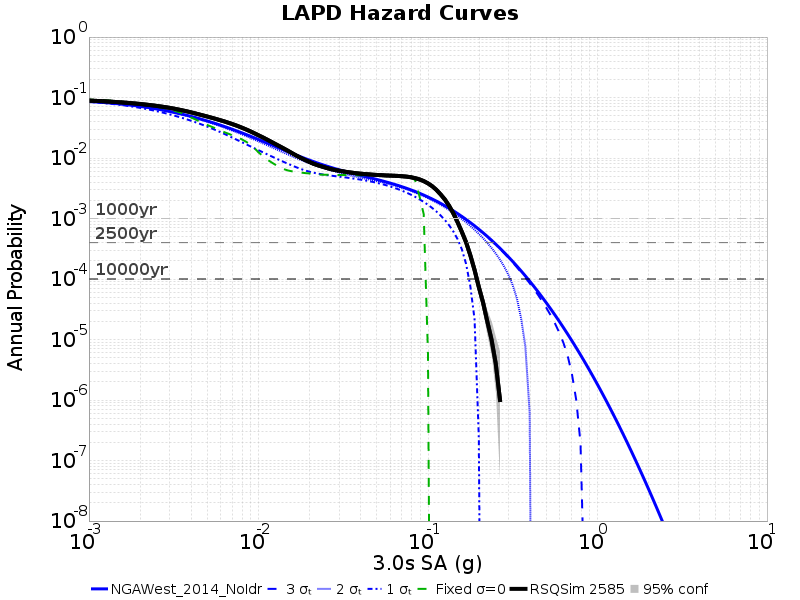 LAPD Hazard Curves
Annual Probability
10^0
10^-1
10^-2
10^-3
10^-4
10^-5
10^-6
10^-7
10^-8
1000yr
2500yr
10000yr
10^-3 10^-2 10^-1 10^0 10^1
3.0s SA (g)
NGAWest_2014_NoIdr 3 σₜ 2 σₜ 1 σₜ Fixed σ=0 RSQSim 2585 95% conf